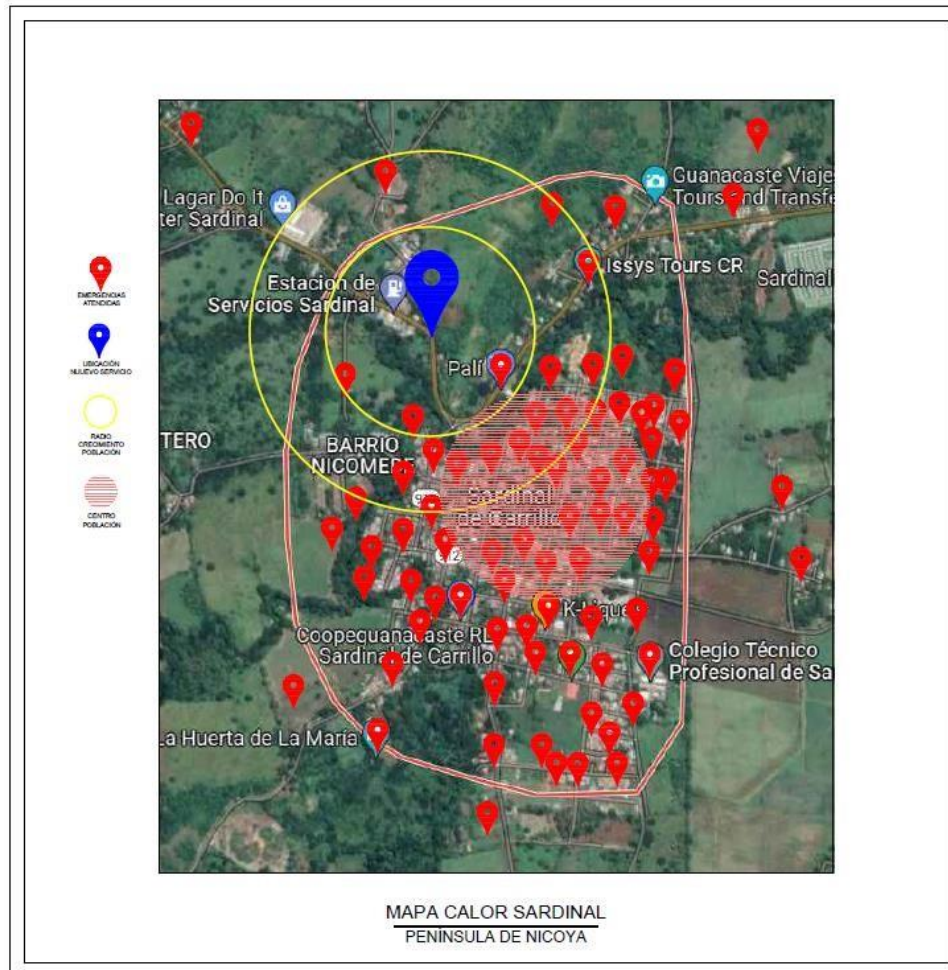 Guanacaste Viaje
Tours and Transfe
Lagar Do It
ter Sardinal
Issys Tours CR
Sardinal
Estacion de
Servicios Sardinal
EMERGENCIAS
ATENDIDAS
UBICACIÓN
NUUEVO SERVICIO
Palí
RADIO
CRECIMIENTO
POBLACIÓN
TERO
BARRIO
NICOMEDE
CENTRO
POBLACIÓN
Sardinal
de Carrillo
K-Lique
Coopeguanacaste RL
Sardinal de Carrillo
Colegio Técnico
Profesional de Sa
La Huerta de La Maria
MAPA CALOR SARDINAL
PENÍNSULA DE NICOYA